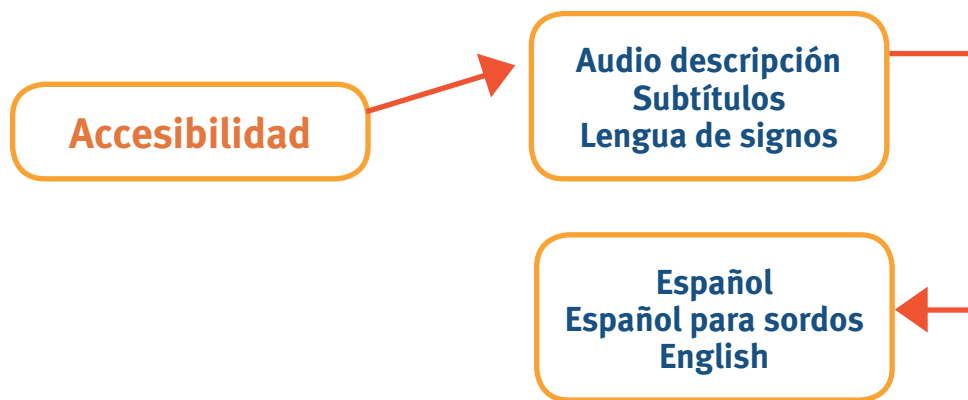 Accesibilidad
Audio descripción
Subtítulos
Lengua de signos
Español
Español para sordos
English